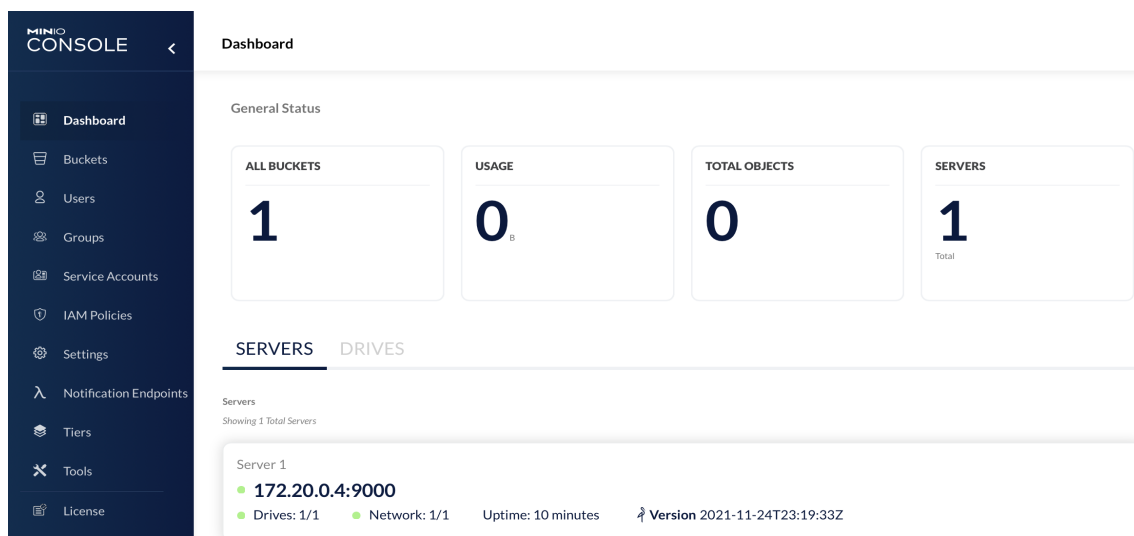 MINIO
CONSOLE
Dashboard
Buckets
Users
Groups
Service Accounts
IAM Policies
Settings
Notification Endpoints
Tiers
Tools
License
Dashboard
General Status
ALL BUCKETS
1
USAGE
0 B
TOTAL OBJECTS
0
SERVERS
1
Total
SERVERS DRIVES
Servers
Showing 1 Total Servers
Server 1
172.20.0.4:9000
Drives: 1/1 Network: 1/1 Uptime: 10 minutes Version 2021-11-24T23:19:33Z